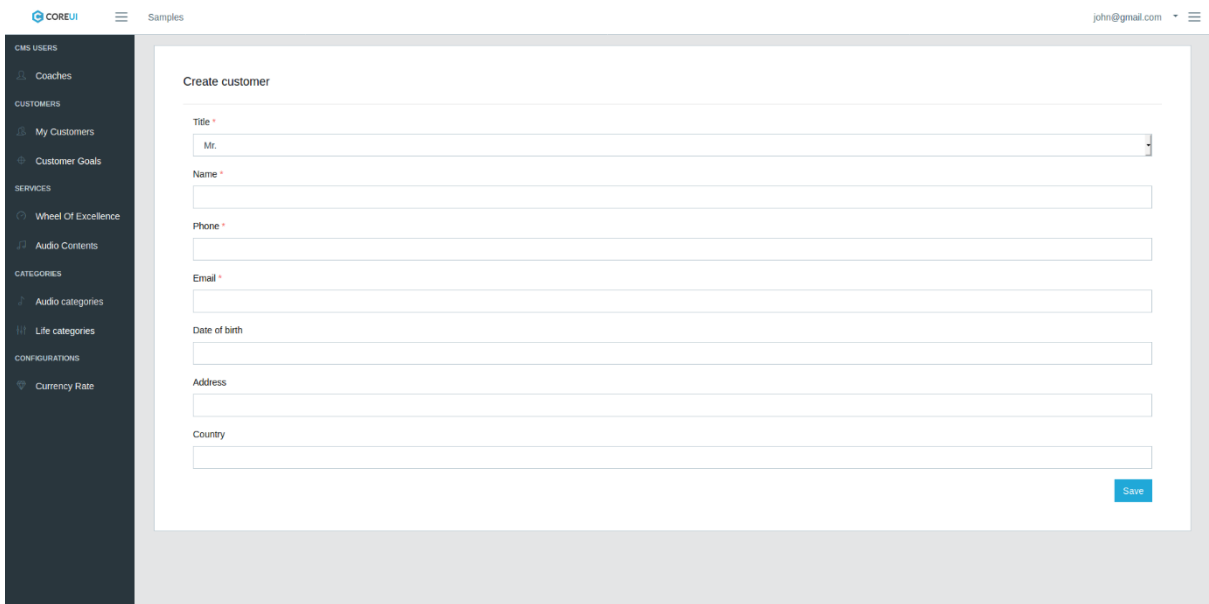 COREUI
Samples
john@gmail.com
CMS USERS
Coaches
CUSTOMERS
My Customers
Customer Goals
SERVICES
Wheel Of Excellence
Audio Contents
CATEGORIES
Audio categories
Life categories
CONFIGURATIONS
Currency Rate
Create customer
Title *
Mr.
Name *
Phone *
Email *
Date of birth
Address
Country
Save